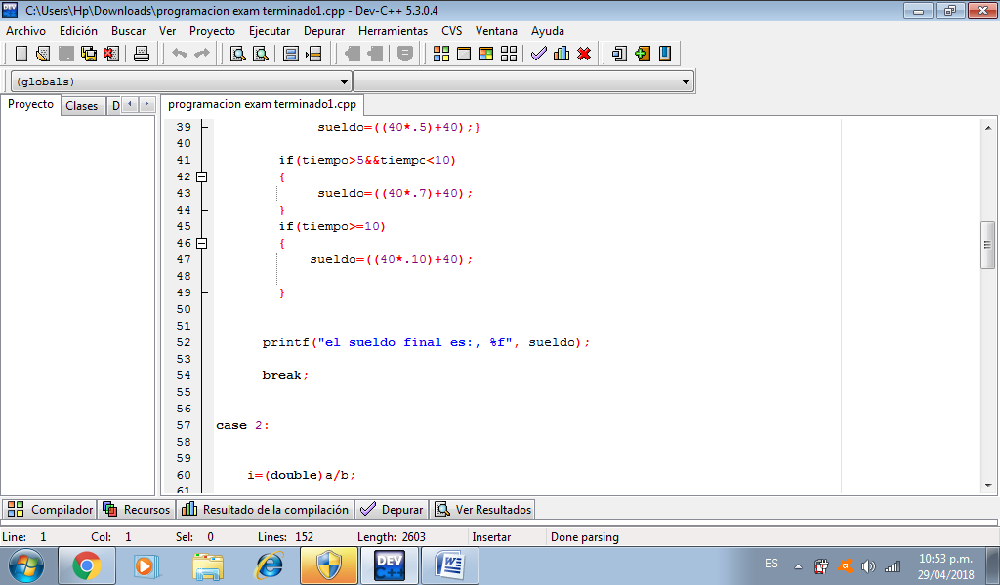 C:\Users\Hp\Downloads\programacion exam terminado1.cpp - Dev-C++ 5.3.0.4
Archivo Edición Buscar Ver Proyecto Ejecutar Depurar Herramientas CVS Ventana Ayuda
(globals)
Proyecto Clases D
programacion exam terminado1.cpp
39 sueldo=((40*.5)+40);}
40
41 if(tiempo>5&&tiempo<10)
42 {
43 sueldo=((40*.7)+40);
44 }
45 if(tiempo>=10)
46 {
47 sueldo=((40*.10)+40);
48
49 }
50
51
52 printf("el sueldo final es:, %f", sueldo);
53
54 break;
55
56
57 case 2:
58
59
60 i=(double)a/b;
61
Compilador Recursos Resultado de la compilación Depurar Ver Resultados
Line: 1 Col: 1 Sel: 0 Lines: 152 Length: 2603 Insertar Done parsing
DEV C++
ES
10:53 p.m.
29/04/2018